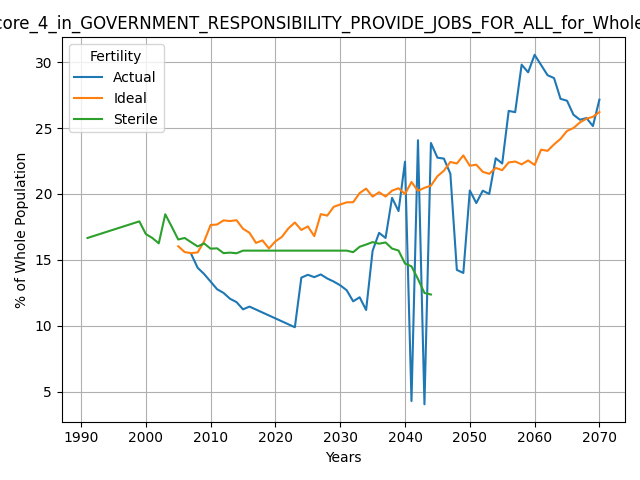 core_4_in_GOVERNMENT_RESPONSIBILITY_PROVIDE_JOBS_FOR_ALL_for_Whole
Fertility
Actual
Ideal
Sterile
% of Whole Population
30
25
20
15
10
5
1990 2000 2010 2020 2030 2040 2050 2060 2070
Years